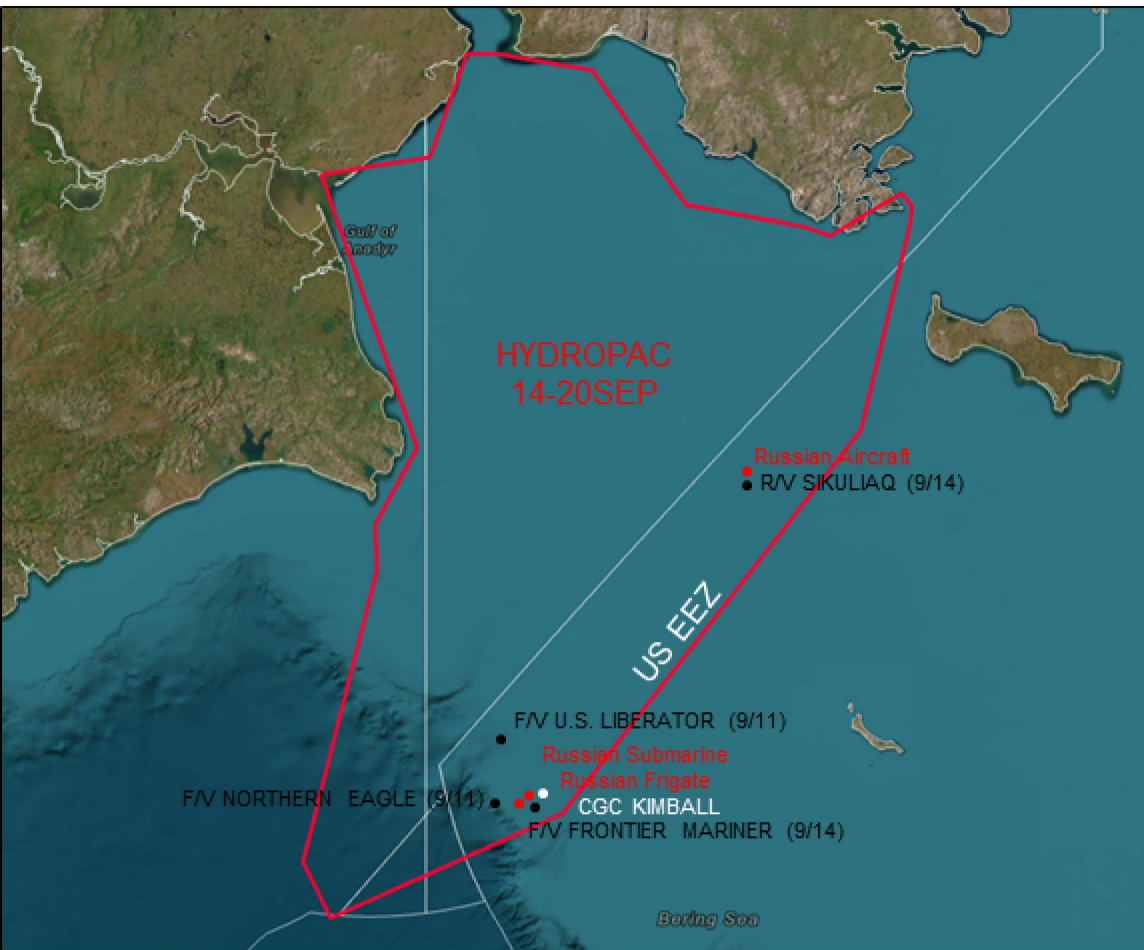 Gulf of
Anadyr
HYDROPAC
14-20SEP
Russian Aircraft
R/V SIKULIAQ (9/14)
US EEZ
F/V U.S. LIBERATOR (9/11)
Russian Submarine
Russian Frigate
F/V NORTHERN EAGLE (9/11)
CGC KIMBALL
F/V FRONTIER MARINER (9/14)
Bering Sea